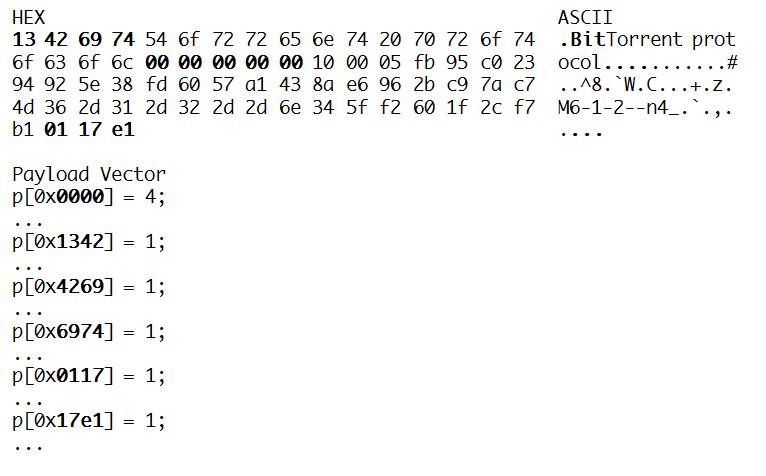 HEX ASCII
13 42 69 74 54 6f 72 72 65 6e 74 20 70 72 6f 74 .BitTorrent prot
6f 63 6f 6c 00 00 00 00 00 10 00 05 fb 95 c0 23 ocol...........#
94 92 5e 38 fd 60 57 a1 43 8a e6 96 2b c9 7a c7 ..^8.`W.C...+.z.
4d 36 2d 31 2d 32 2d 2d 6e 34 5f f2 60 1f 2c f7 M6-1-2--n4_.`.,.
b1 01 17 e1 ....
Payload Vector
p[0x0000] = 4;
...
p[0x1342] = 1;
...
p[0x4269] = 1;
...
p[0x6974] = 1;
...
p[0x0117] = 1;
...
p[0x17e1] = 1;
...